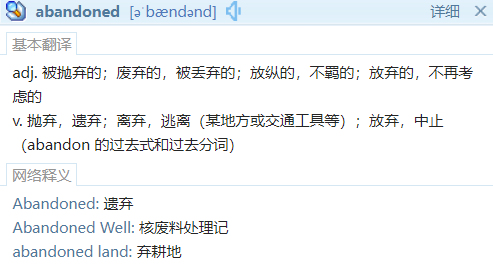 abandoned [əˈbændənd] 详细
基本翻译
adj. 被抛弃的；废弃的，被丢弃的；放纵的，不羁的；放弃的，不再考
虑的
v. 抛弃，遗弃；离弃，逃离（某地方或交通工具等）；放弃，中止
（abandon 的过去式和过去分词）
网络释义
Abandoned: 遗弃
Abandoned Well: 核废料处理记
abandoned land: 弃耕地